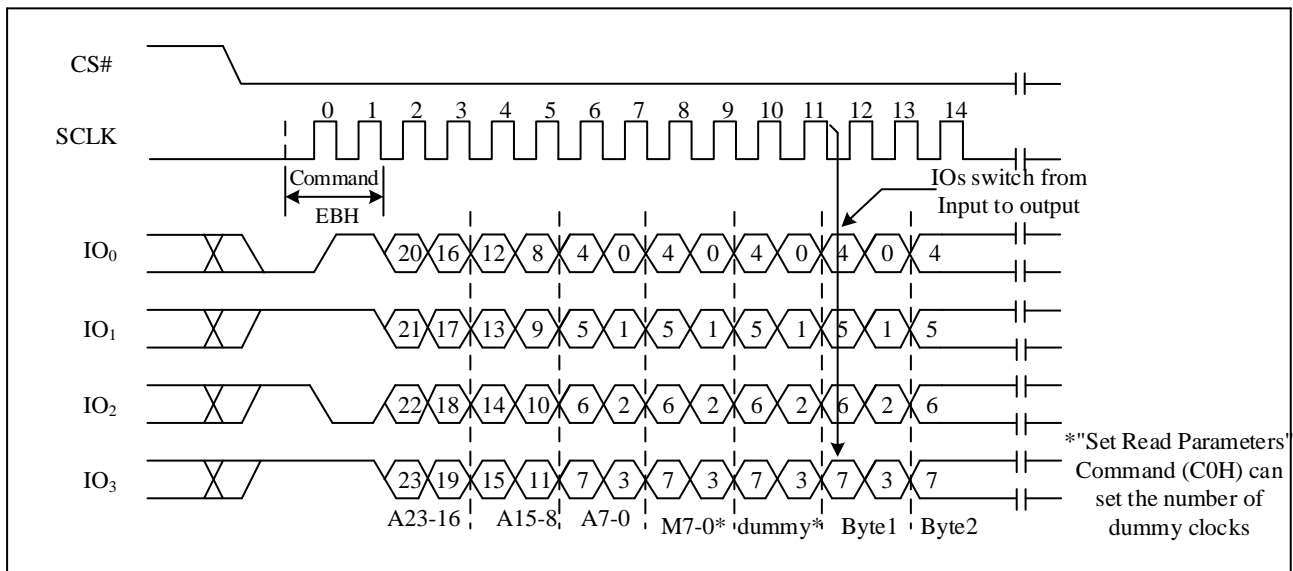 CS#
0 1 2 3 4 5 6 7 8 9 10 11 12 13 14
SCLK
Command
EBH
IOs switch from
Input to output
IO₀
20 16 12 8 4 0 4 0 4 0 4 0 4
IO₁
21 17 13 9 5 1 5 1 5 1 5 1 5
IO₂
22 18 14 10 6 2 6 2 6 2 6 2 6
IO₃
23 19 15 11 7 3 7 3 7 3 7 3 7
A23-16 A15-8 A7-0 M7-0* dummy* Byte1 Byte2
*"Set Read Parameters"
Command (C0H) can
set the number of
dummy clocks